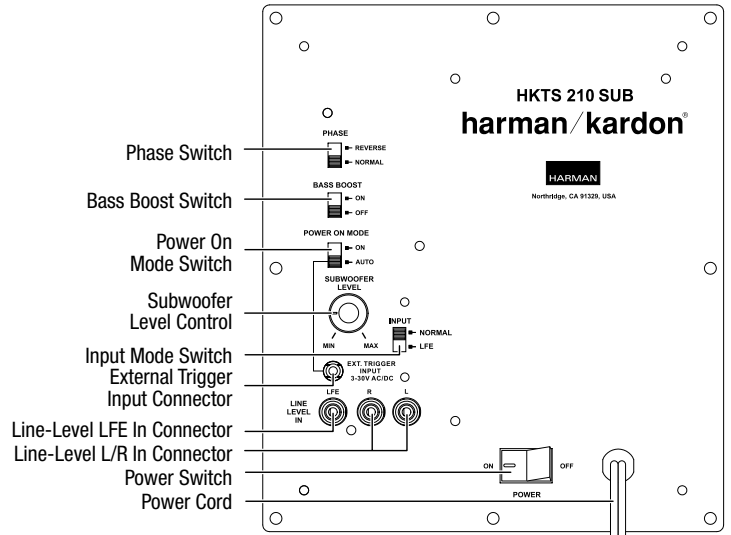 HKTS 210 SUB
harman/kardon®
HARMAN
Northridge, CA 91329, USA
Phase Switch
PHASE
REVERSE
NORMAL
Bass Boost Switch
BASS BOOST
ON
OFF
Power On
Mode Switch
POWER ON MODE
ON
AUTO
Subwoofer
Level Control
SUBWOOFER
LEVEL
MIN
MAX
Input Mode Switch
INPUT
NORMAL
LFE
External Trigger
Input Connector
EXT. TRIGGER
INPUT
3-30V AC/DC
Line-Level LFE In Connector
LINE
LEVEL
IN
LFE
R
L
Line-Level L/R In Connector
Power Switch
ON
OFF
POWER
Power Cord